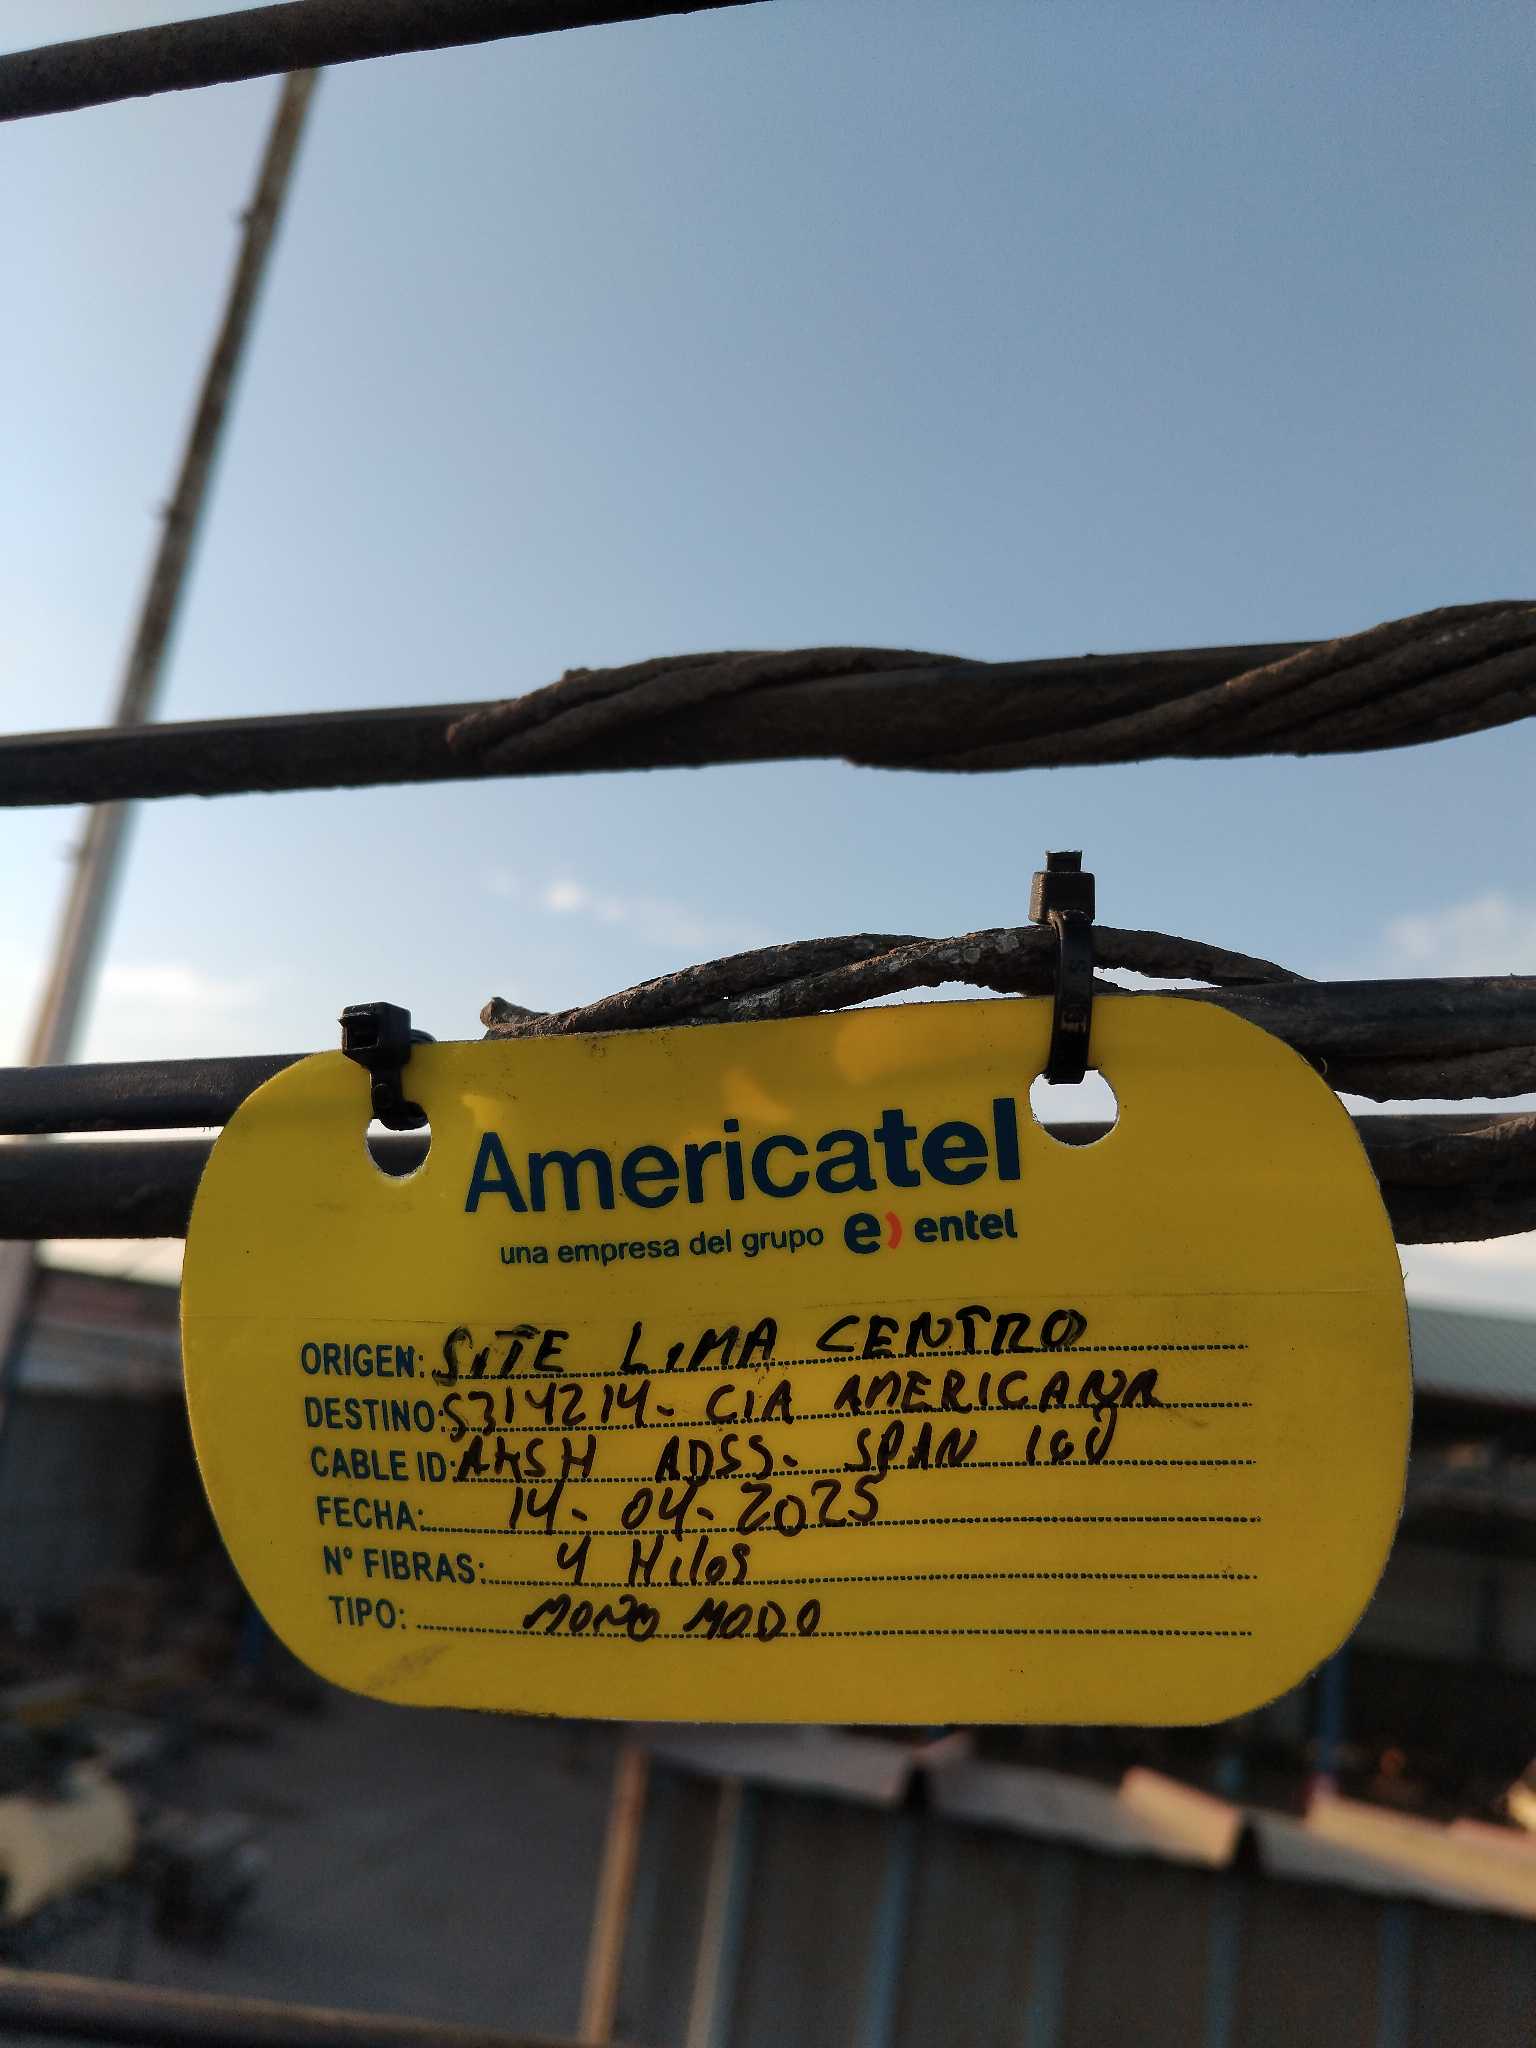 Americatel
una empresa del grupo e) entel
ORIGEN: SITE LIMA CENTRO
DESTINO: S314214- CIA AMERICANA
CABLE ID: AKSH ADSS. SPAN 100
FECHA: 14-04-2025
N° FIBRAS: 4 Hilos
TIPO: MONO MODO